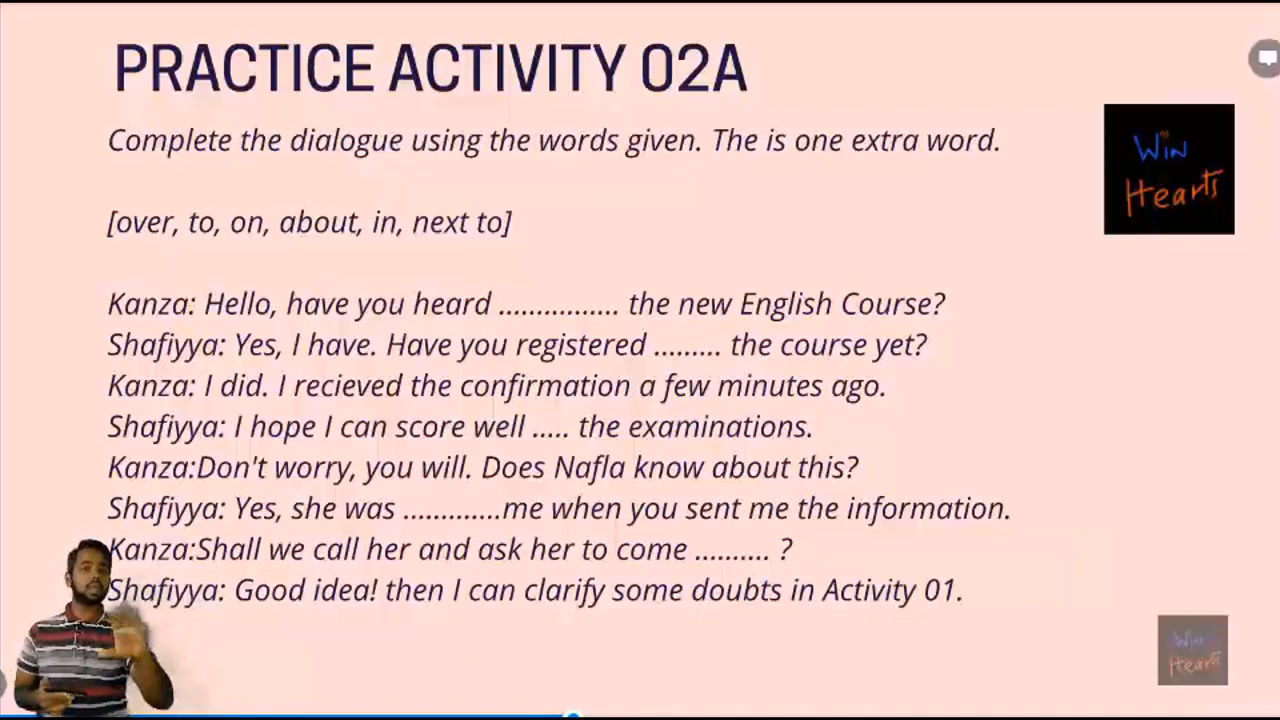 PRACTICE ACTIVITY 02A
Complete the dialogue using the words given. The is one extra word.
[over, to, on, about, in, next to]
Kanza: Hello, have you heard ................ the new English Course?
Shafiyya: Yes, I have. Have you registered ......... the course yet?
Kanza: I did. I recieved the confirmation a few minutes ago.
Shafiyya: I hope I can score well ..... the examinations.
Kanza:Don't worry, you will. Does Nafla know about this?
Shafiyya: Yes, she was .............me when you sent me the information.
Kanza:Shall we call her and ask her to come .......... ?
Shafiyya: Good idea! then I can clarify some doubts in Activity 01.
Win
Hearts
Win
Hearts